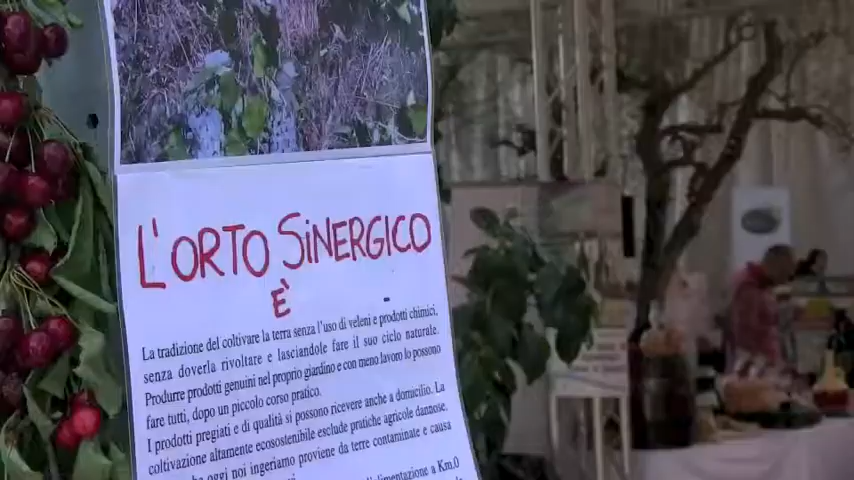 L'ORTO SiNERGiCO
È
La tradizione del coltivare la terra senza l'uso di veleni e prodotti chimici,
senza doverla rivoltare e lasciandole fare il suo ciclo naturale.
Produrre prodotti genuini nel proprio giardino e con meno lavoro lo possono
fare tutti, dopo un piccolo corso pratico.
I prodotti pregiati e di qualità si possono ricevere anche a domicilio. La
coltivazione altamente ecosostenibile esclude pratiche agricole dannose.
oggi noi ingeriamo proviene da terre contaminate e causa
alimentazione a Km.0